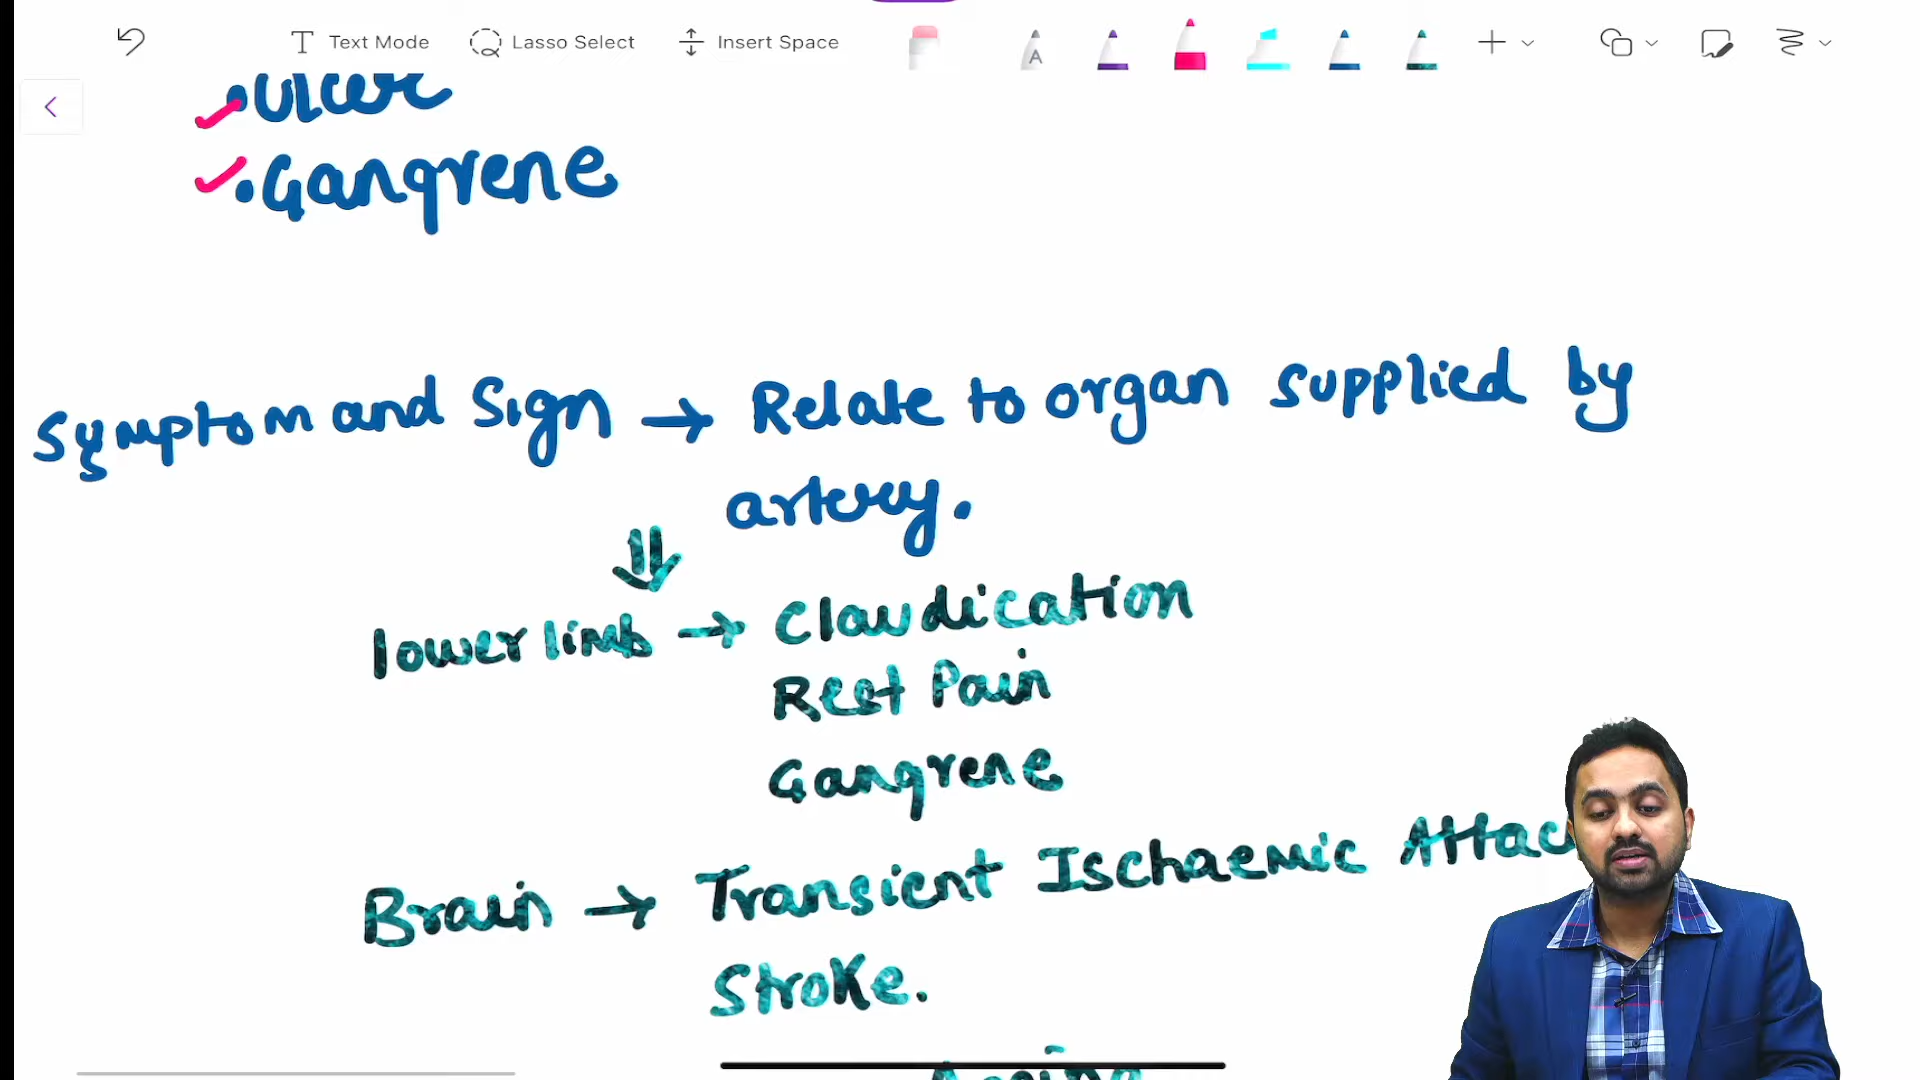 Text Mode Lasso Select Insert Space
A
•Ulcer
•Gangrene
Symptom and Sign → Relate to organ supplied by
artery.
⇓
lower limb → Claudication
Rest Pain
Gangrene
Brain → Transient Ischaemic Attac
Stroke.